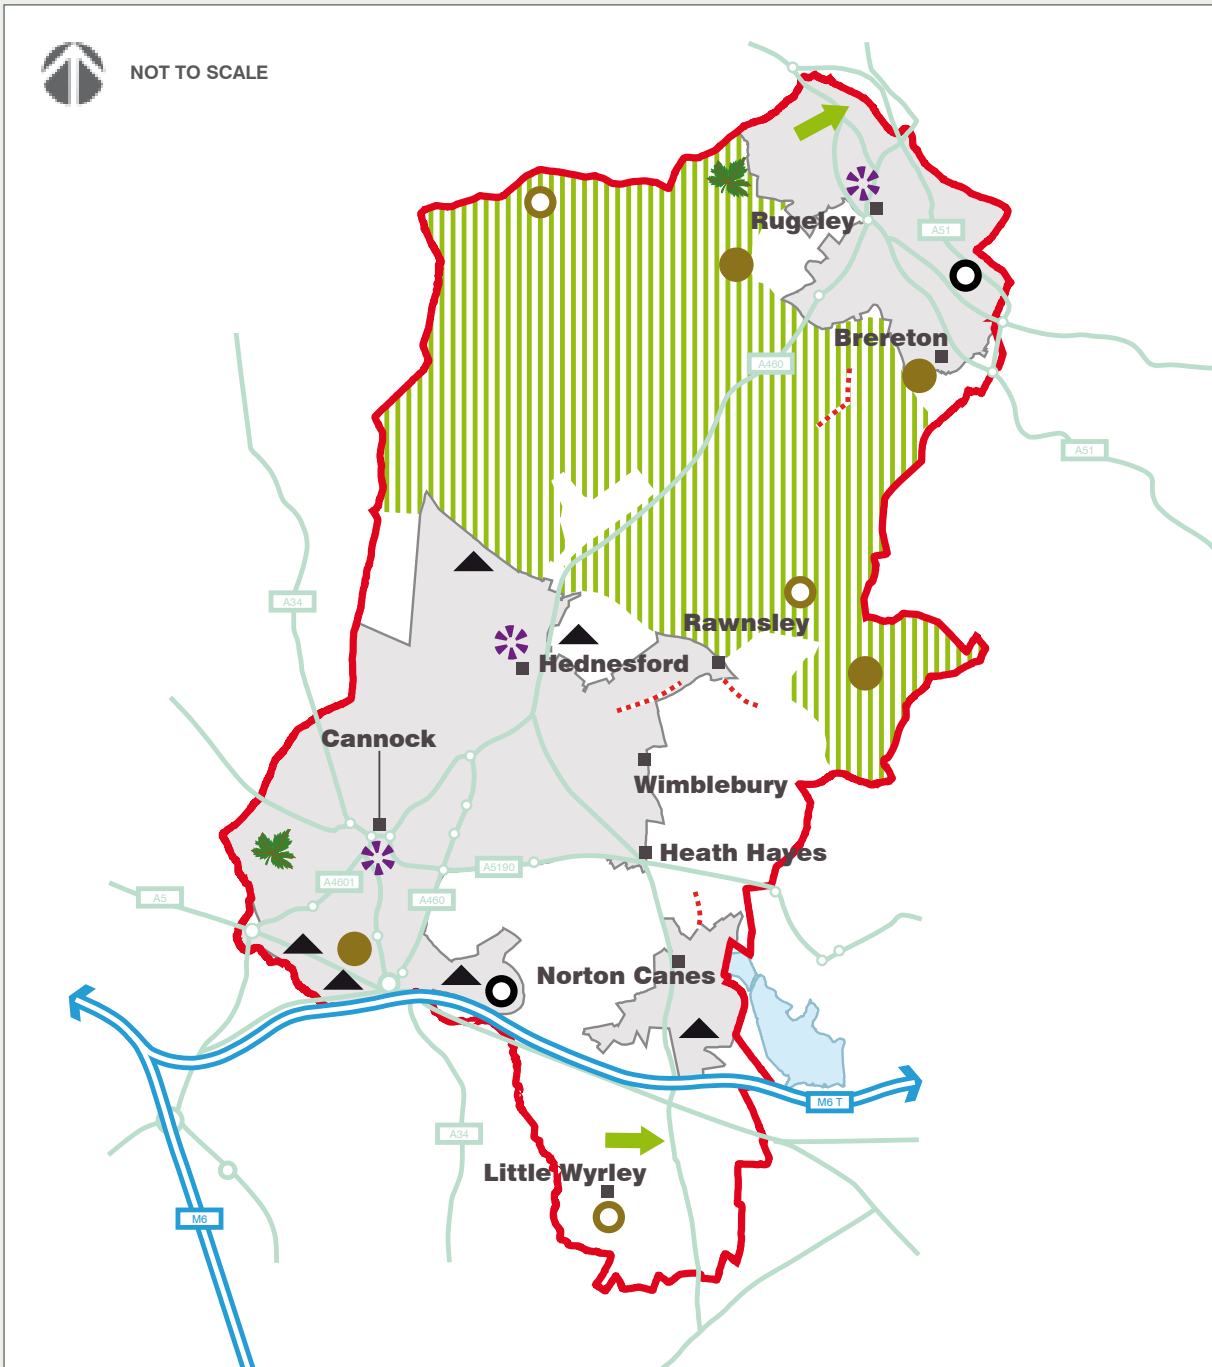 NOT TO SCALE
Rugeley
A51
Brereton
A460
A51
A34
Rawnsley
Hednesford
Cannock
Wimblebury
Heath Hayes
A5190
A4601
A5
A460
Norton Canes
M6 T
A34
Little Wyrley
M6